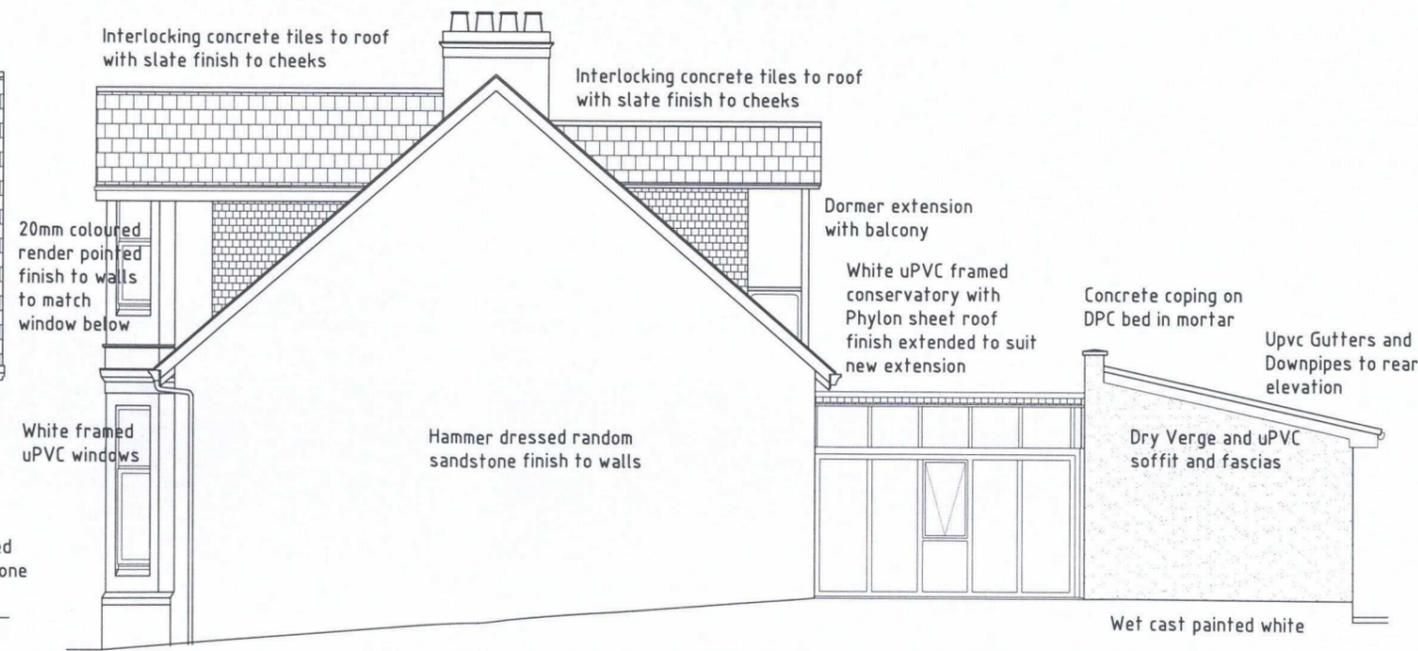 Interlocking concrete tiles to roof
with slate finish to cheeks
Interlocking concrete tiles to roof
with slate finish to cheeks
20mm coloured
render pointed
finish to walls
to match
window below
Dormer extension
with balcony
White uPVC framed
conservatory with
Phylon sheet roof
finish extended to suit
new extension
Concrete coping on
DPC bed in mortar
Upvc Gutters and
Downpipes to rear
elevation
White framed
uPVC windows
Hammer dressed random
sandstone finish to walls
Dry Verge and uPVC
soffit and fascias
ed
one
Wet cast painted white